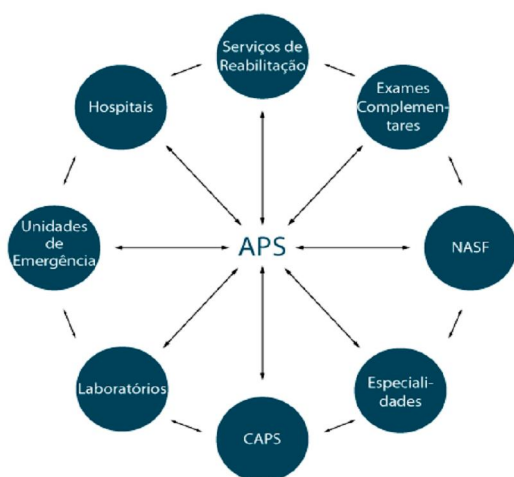 Serviços de
Reabilitação
Hospitais
Exames
Complemen-
tares
Unidades
de
Emergência
APS
NASF
Laboratórios
Especiali-
dades
CAPS